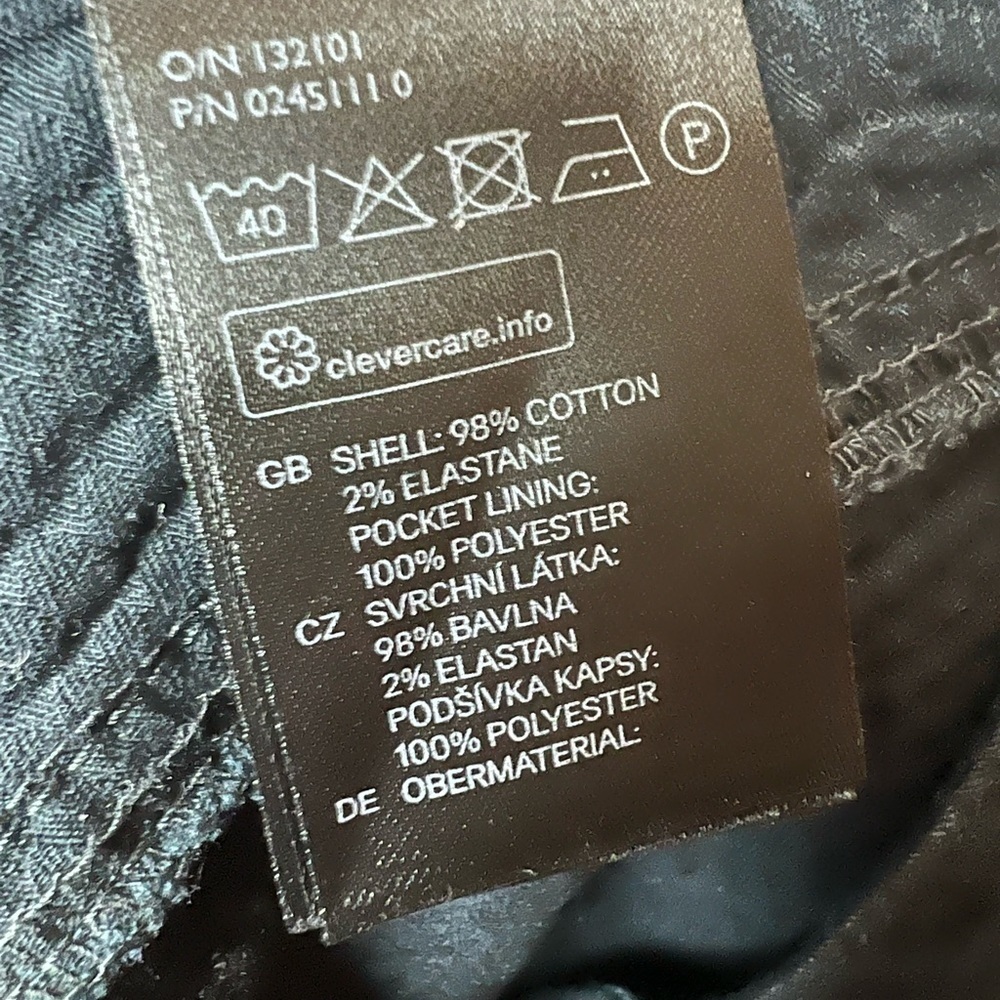 O/N 132101
P/N 0245111.0
40 P
clevercare.info
GB SHELL: 98% COTTON
2% ELASTANE
POCKET LINING:
100% POLYESTER
CZ SVRCHNÍ LÁTKA:
98% BAVLNA
2% ELASTAN
PODŠÍVKA KAPSY:
100% POLYESTER
DE OBERMATERIAL: